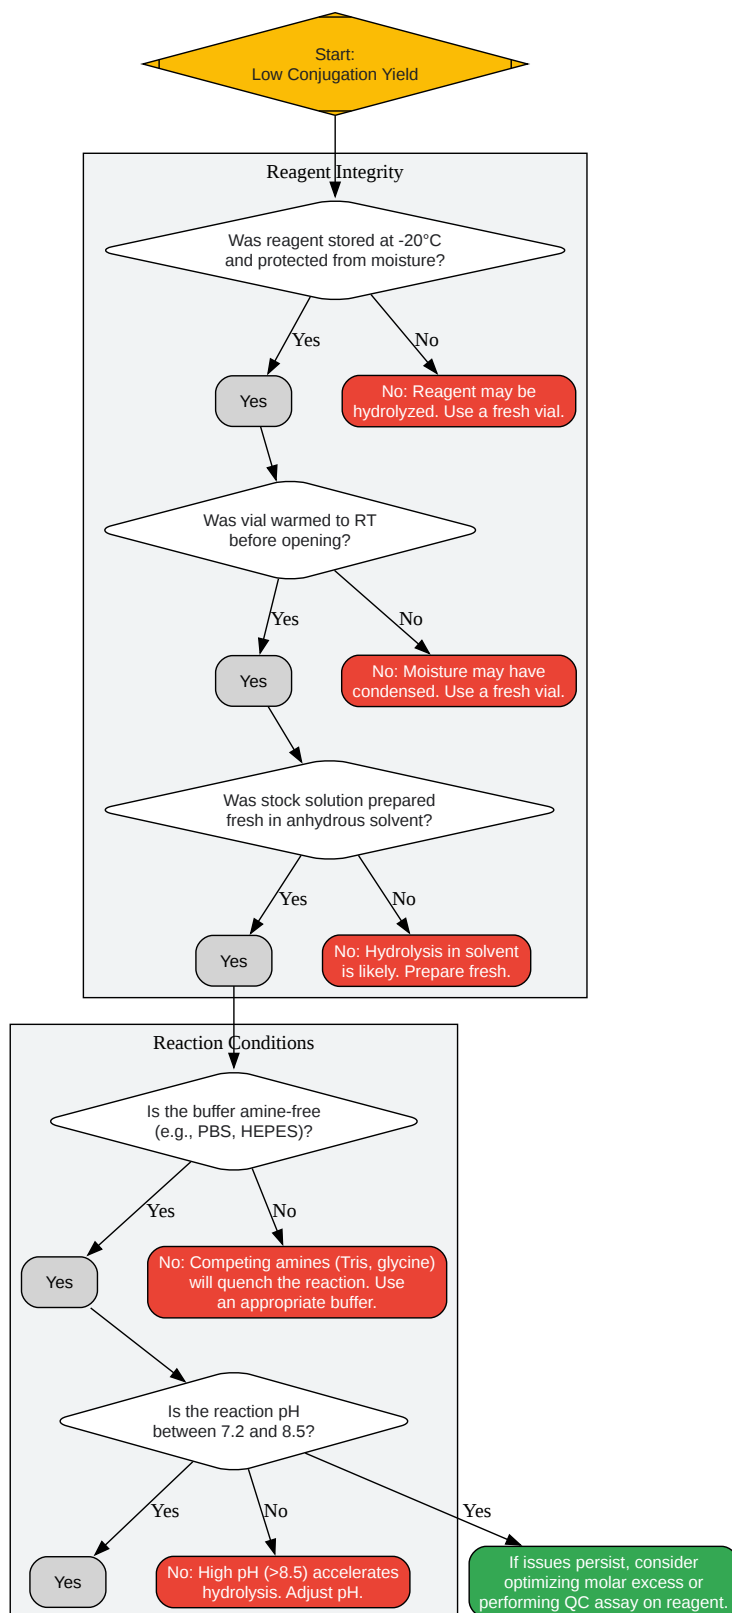 Start:
Low Conjugation Yield
Reagent Integrity
Was reagent stored at -20°C
and protected from moisture?
Yes
No
Yes
No: Reagent may be
hydrolyzed. Use a fresh vial.
Was vial warmed to RT
before opening?
Yes
No
Yes
No: Moisture may have
condensed. Use a fresh vial.
Was stock solution prepared
fresh in anhydrous solvent?
Yes
No
Yes
No: Hydrolysis in solvent
is likely. Prepare fresh.
Reaction Conditions
Is the buffer amine-free
(e.g., PBS, HEPES)?
Yes
No
Yes
No: Competing amines (Tris, glycine)
will quench the reaction. Use
an appropriate buffer.
Is the reaction pH
between 7.2 and 8.5?
Yes
No
Yes
Yes
No: High pH (>8.5) accelerates
hydrolysis. Adjust pH.
If issues persist, consider
optimizing molar excess or
performing QC assay on reagent.